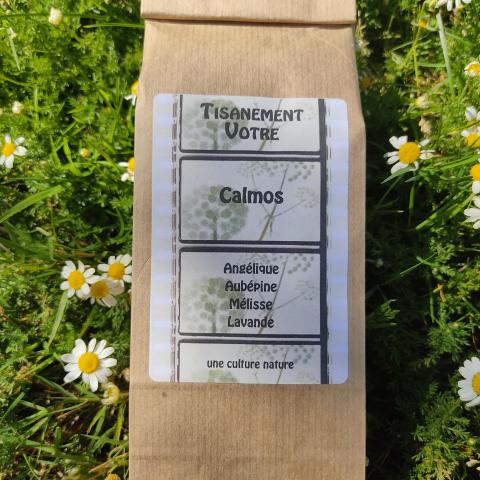 Tisanement
Votre
Calmos
Angélique
Aubépine
Mélisse
Lavande
une culture nature